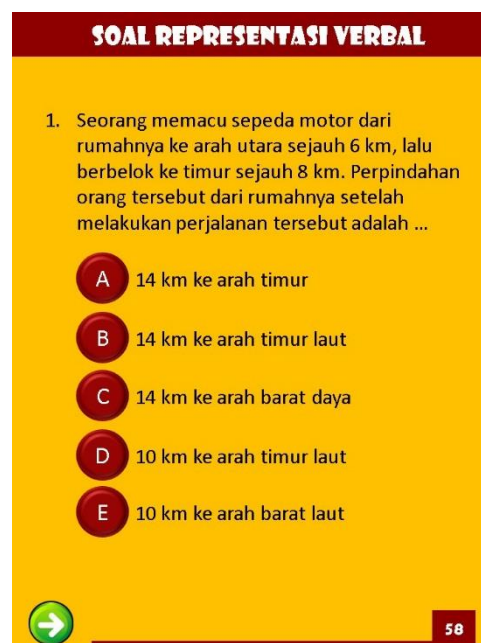 SOAL REPRESENTASI VERBAL
1. Seorang memacu sepeda motor dari
rumahnya ke arah utara sejauh 6 km, lalu
berbelok ke timur sejauh 8 km. Perpindahan
orang tersebut dari rumahnya setelah
melakukan perjalanan tersebut adalah ...
A 14 km ke arah timur
B 14 km ke arah timur laut
C 14 km ke arah barat daya
D 10 km ke arah timur laut
E 10 km ke arah barat laut
58